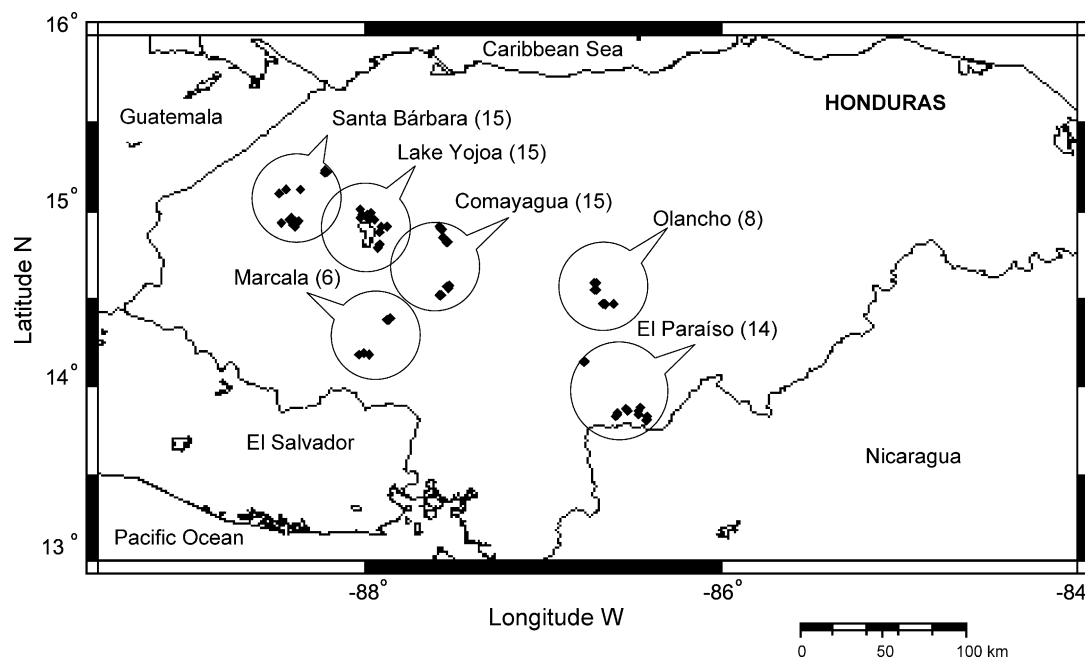 16°
Caribbean Sea
HONDURAS
Guatemala
Santa Bárbara (15)
Lake Yojoa (15)
15°
Comayagua (15)
Olancho (8)
Marcala (6)
Latitude N
El Paraíso (14)
14°
El Salvador
Nicaragua
Pacific Ocean
13°
-88°
-86°
-84
Longitude W
0
50
100 km